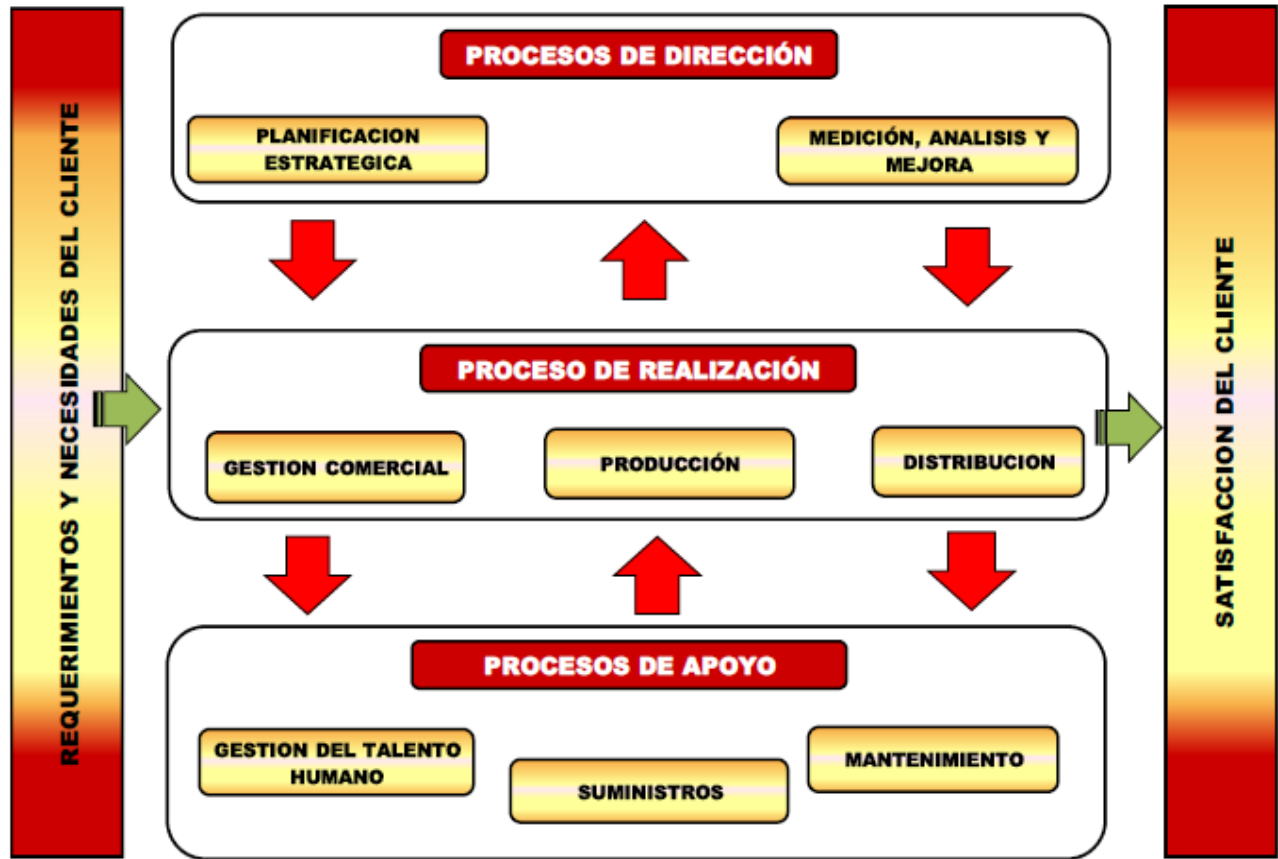 REQUERIMIENTOS Y NECESIDADES DEL CLIENTE
PROCESOS DE DIRECCIÓN
PLANIFICACION
ESTRATEGICA
MEDICIÓN, ANALISIS Y
MEJORA
PROCESO DE REALIZACIÓN
GESTION COMERCIAL
PRODUCCIÓN
DISTRIBUCION
PROCESOS DE APOYO
GESTION DEL TALENTO
HUMANO
SUMINISTROS
MANTENIMIENTO
SATISFACCION DEL CLIENTE